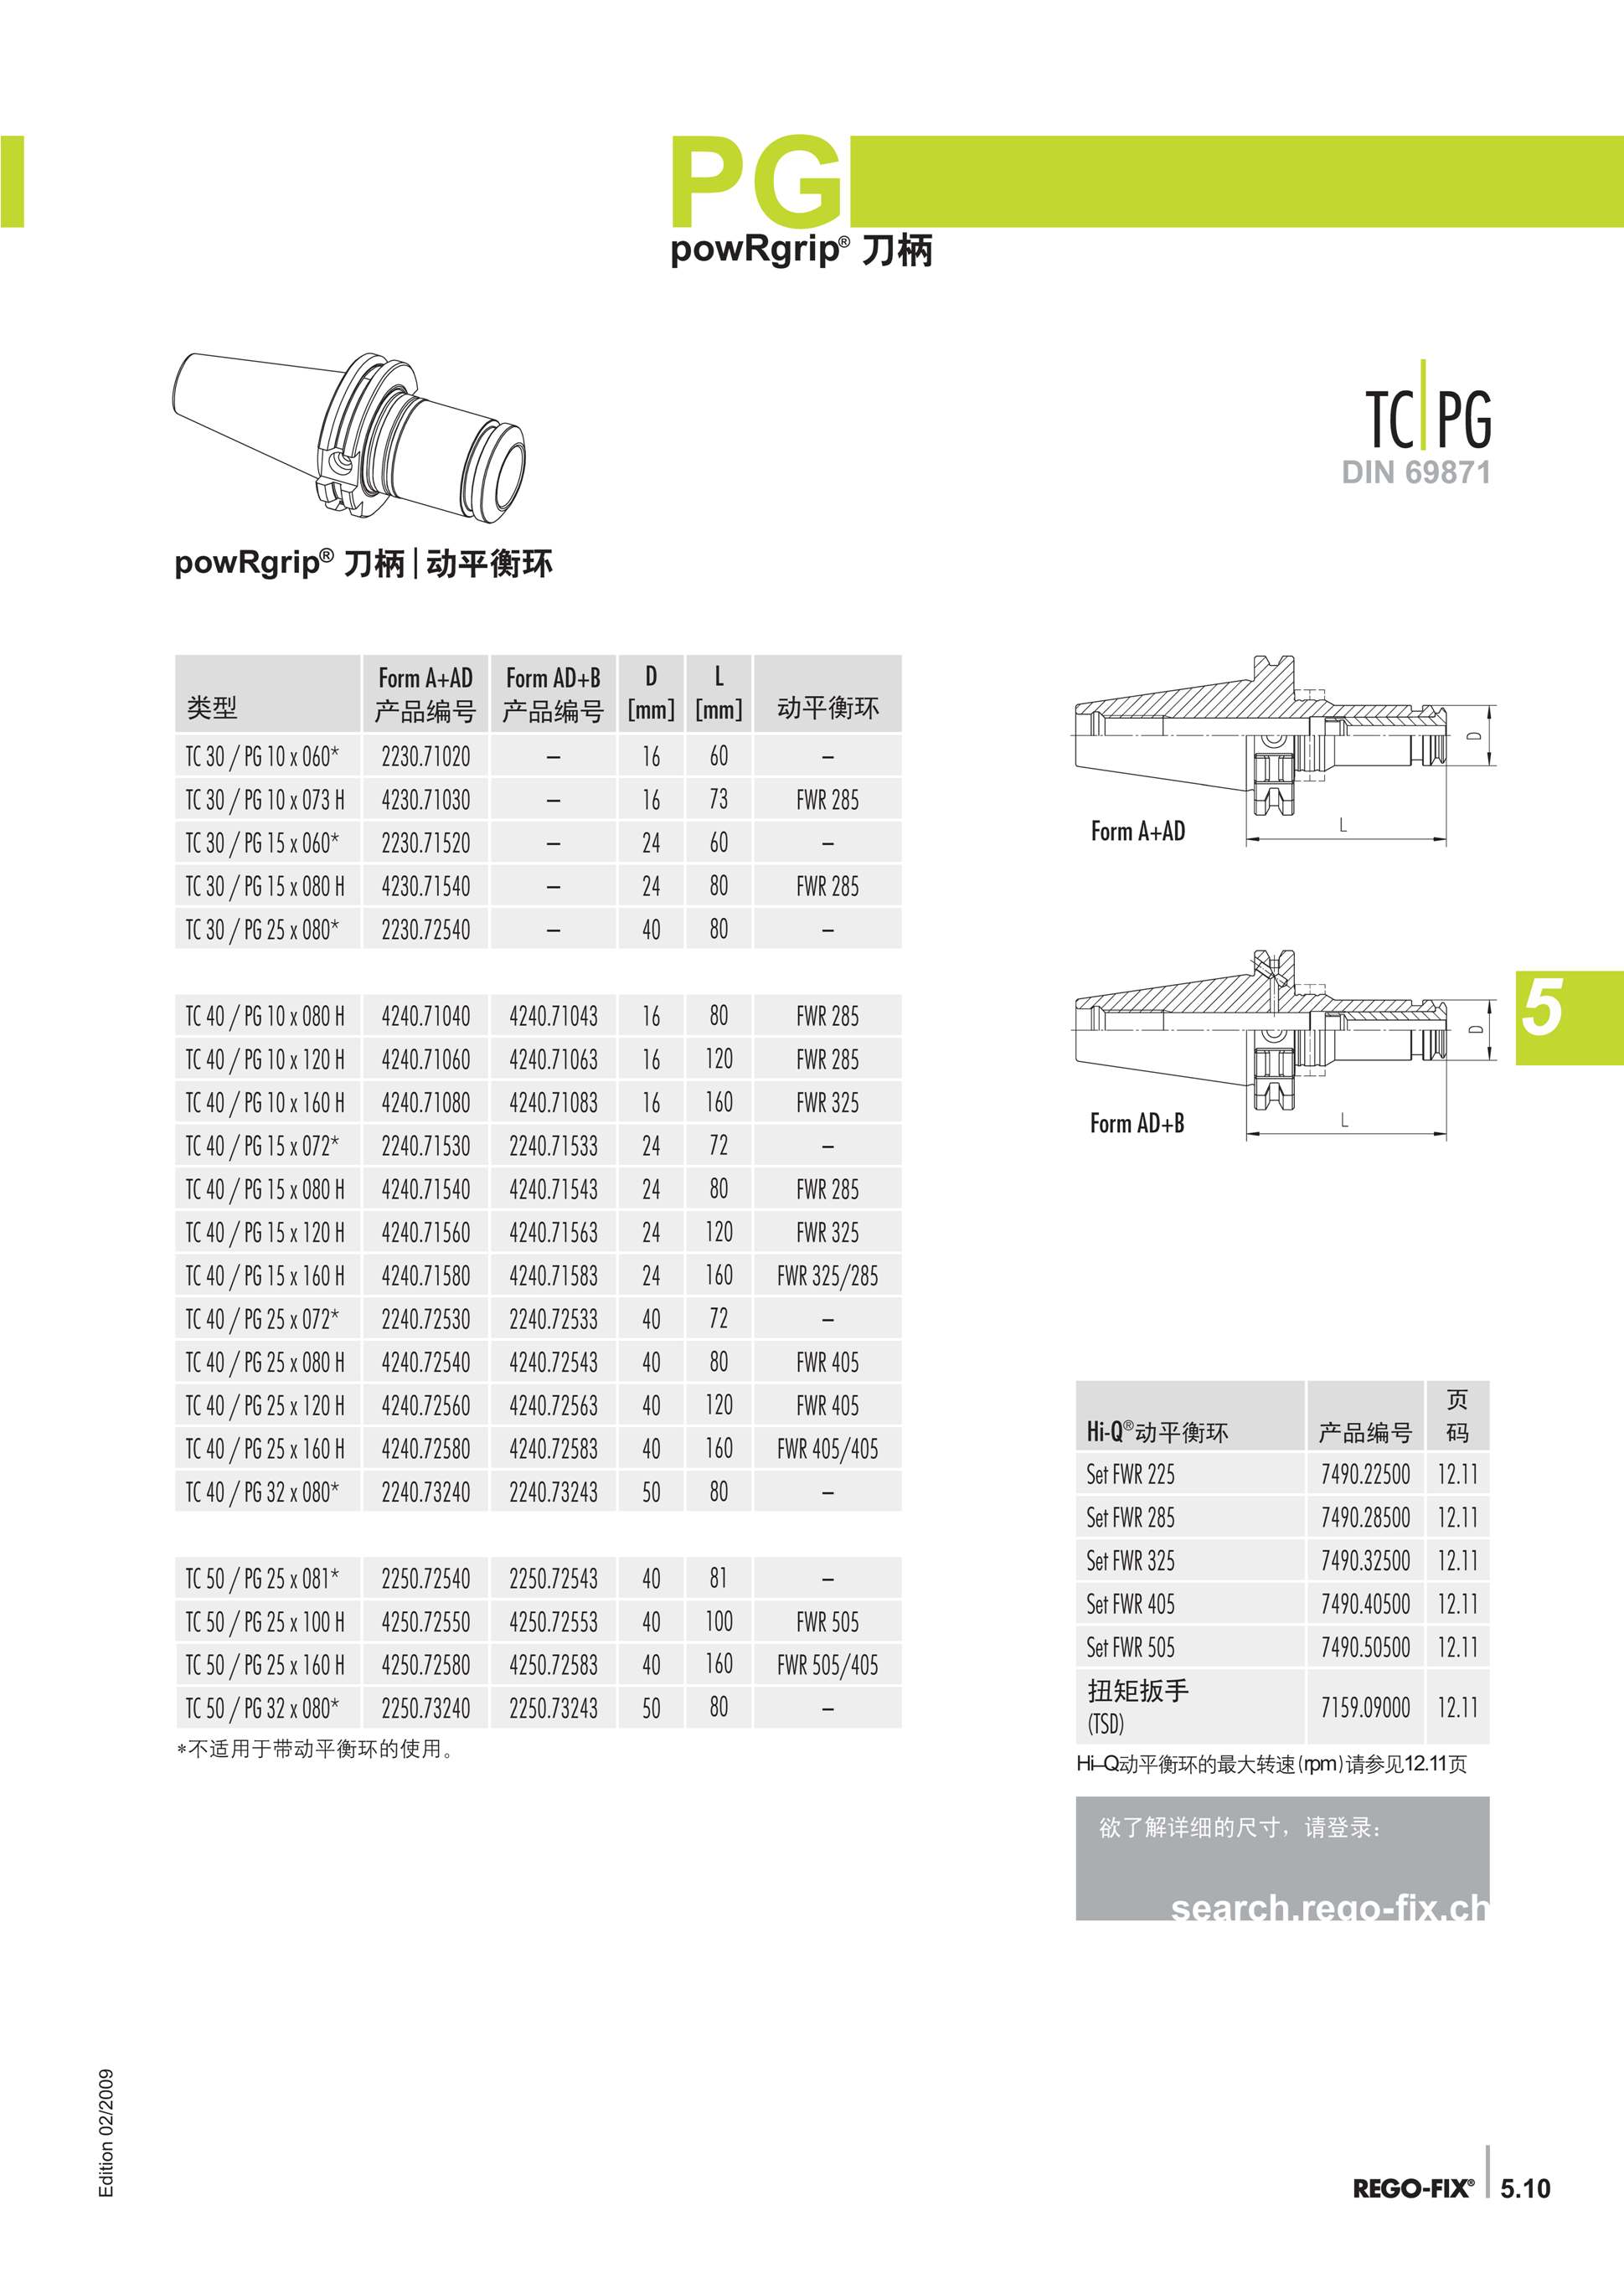 PG
powRgrip® 刀柄
TC|PG
DIN 69871
powRgrip® 刀柄|动平衡环
类型 Form A+AD 产品编号 Form AD+B 产品编号 D [mm] L [mm] 动平衡环
TC 30 / PG 10 x 060* 2230.71020 – 16 60 –
TC 30 / PG 10 x 073 H 4230.71030 – 16 73 FWR 285
TC 30 / PG 15 x 060* 2230.71520 – 24 60 –
TC 30 / PG 15 x 080 H 4230.71540 – 24 80 FWR 285
TC 30 / PG 25 x 080* 2230.72540 – 40 80 –
TC 40 / PG 10 x 080 H 4240.71040 4240.71043 16 80 FWR 285
TC 40 / PG 10 x 120 H 4240.71060 4240.71063 16 120 FWR 285
TC 40 / PG 10 x 160 H 4240.71080 4240.71083 16 160 FWR 325
TC 40 / PG 15 x 072* 2240.71530 2240.71533 24 72 –
TC 40 / PG 15 x 080 H 4240.71540 4240.71543 24 80 FWR 285
TC 40 / PG 15 x 120 H 4240.71560 4240.71563 24 120 FWR 325
TC 40 / PG 15 x 160 H 4240.71580 4240.71583 24 160 FWR 325/285
TC 40 / PG 25 x 072* 2240.72530 2240.72533 40 72 –
TC 40 / PG 25 x 080 H 4240.72540 4240.72543 40 80 FWR 405
TC 40 / PG 25 x 120 H 4240.72560 4240.72563 40 120 FWR 405
TC 40 / PG 25 x 160 H 4240.72580 4240.72583 40 160 FWR 405/405
TC 40 / PG 32 x 080* 2240.73240 2240.73243 50 80 –
TC 50 / PG 25 x 081* 2250.72540 2250.72543 40 81 –
TC 50 / PG 25 x 100 H 4250.72550 4250.72553 40 100 FWR 505
TC 50 / PG 25 x 160 H 4250.72580 4250.72583 40 160 FWR 505/405
TC 50 / PG 32 x 080* 2250.73240 2250.73243 50 80 –
*不适用于带动平衡环的使用。
D
L
Form A+AD
D
L
Form AD+B
5
Hi-Q®动平衡环 产品编号 页码
Set FWR 225 7490.22500 12.11
Set FWR 285 7490.28500 12.11
Set FWR 325 7490.32500 12.11
Set FWR 405 7490.40500 12.11
Set FWR 505 7490.50500 12.11
扭矩扳手 (TSD) 7159.09000 12.11
Hi-Q动平衡环的最大转速(rpm)请参见12.11页
欲了解详细的尺寸，请登录：
search.rego-fix.ch
Edition 02/2009
REGO-FIX® 5.10